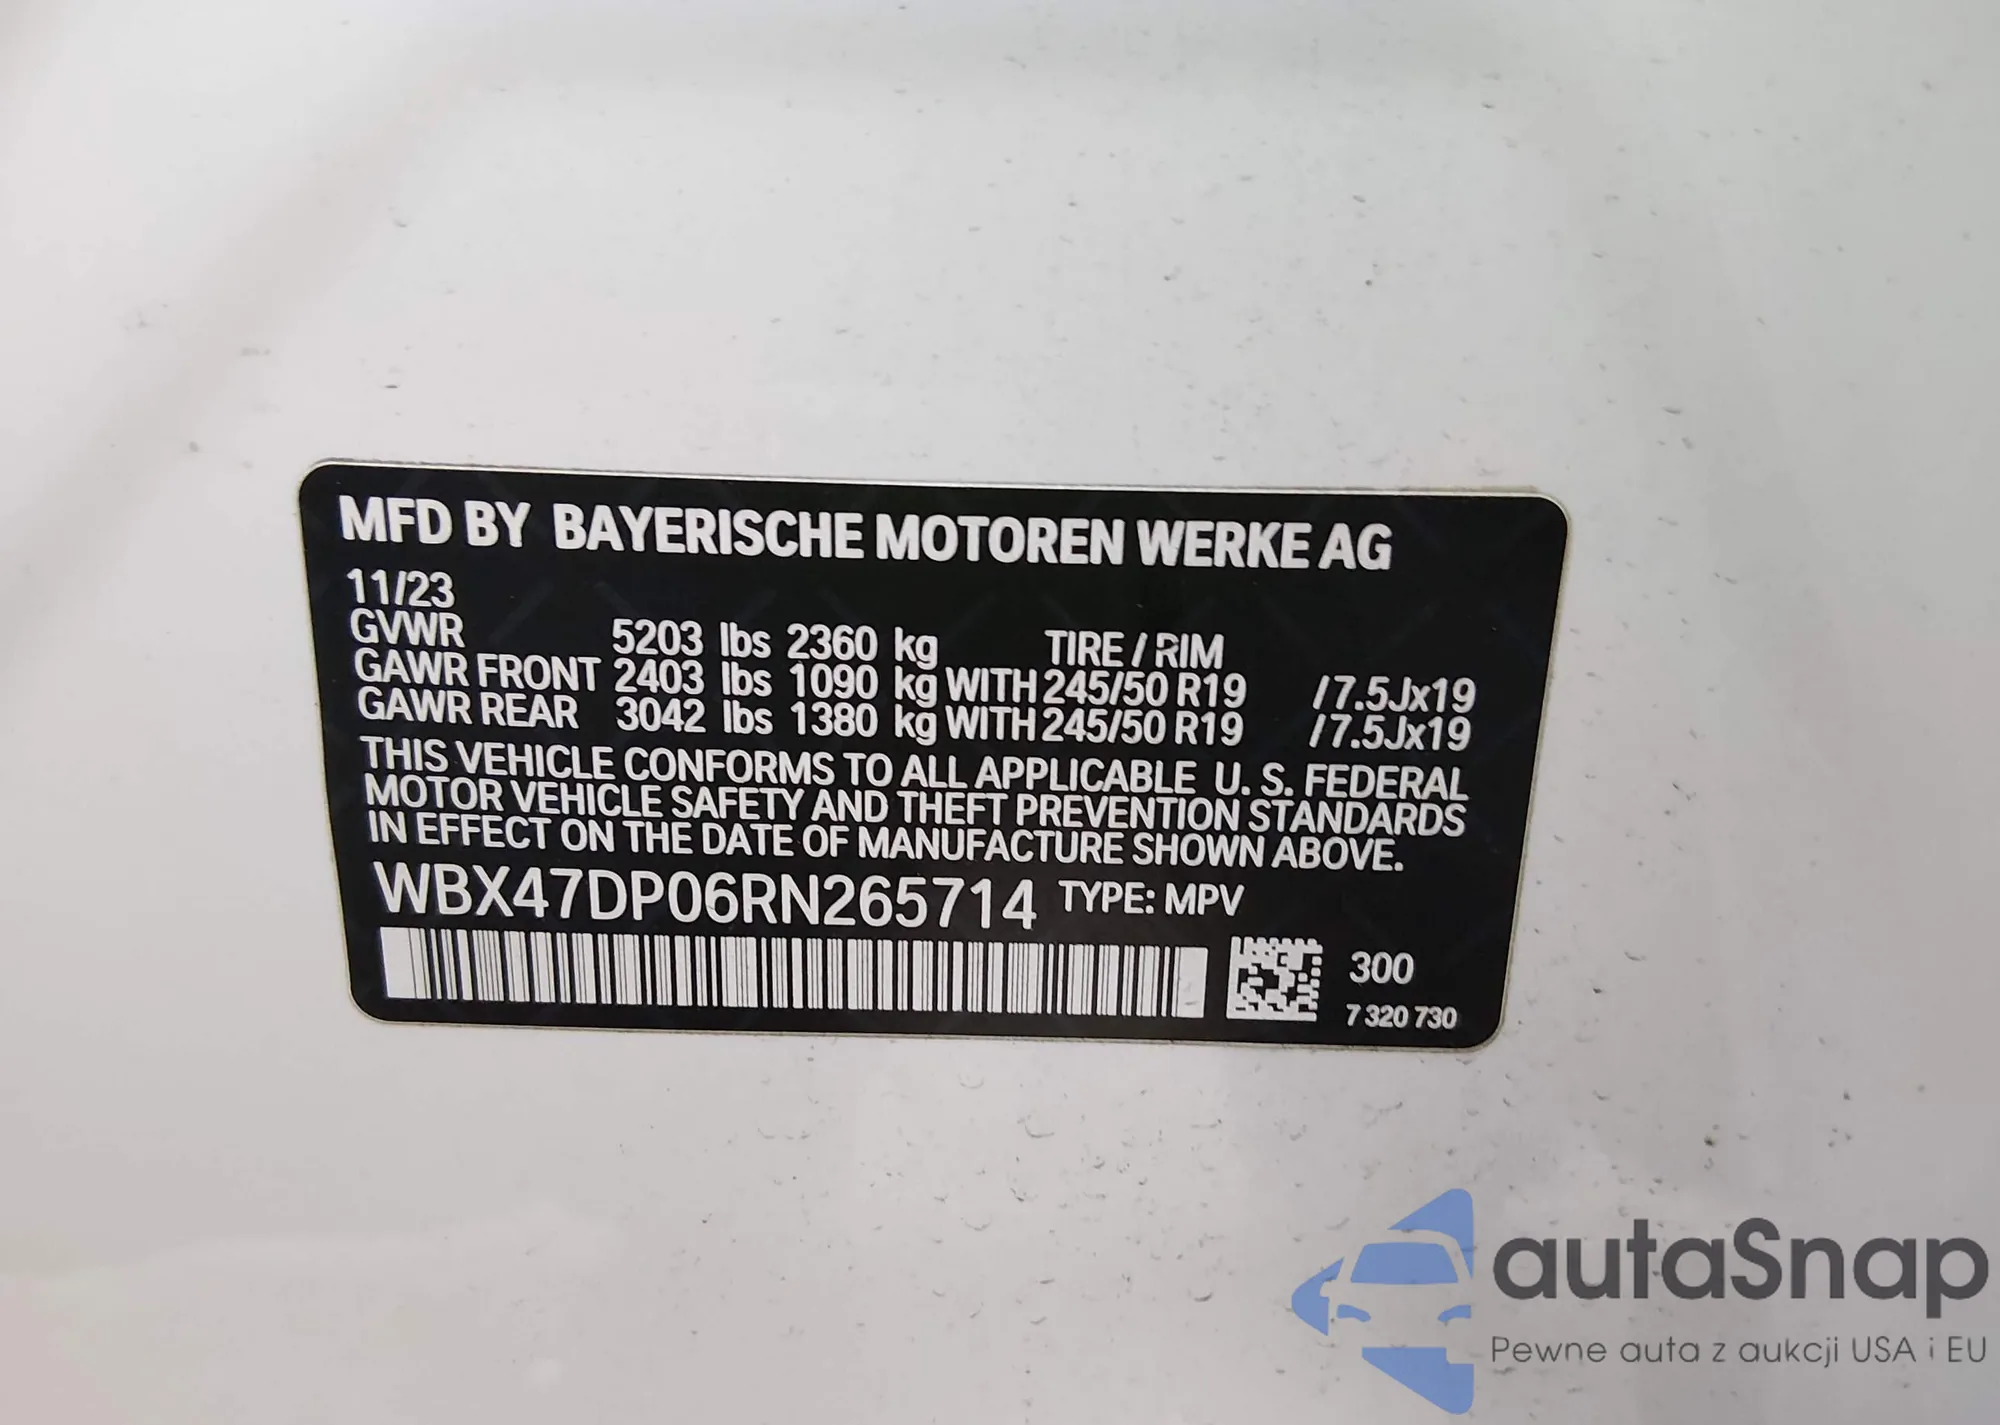 MFD BY BAYERISCHE MOTOREN WERKE AG
11/23
GVWR 5203 lbs 2360 kg TIRE / RIM
GAWR FRONT 2403 lbs 1090 kg WITH 245/50 R19 /7.5Jx19
GAWR REAR 3042 lbs 1380 kg WITH 245/50 R19 /7.5Jx19
THIS VEHICLE CONFORMS TO ALL APPLICABLE U. S. FEDERAL
MOTOR VEHICLE SAFETY AND THEFT PREVENTION STANDARDS
IN EFFECT ON THE DATE OF MANUFACTURE SHOWN ABOVE.
WBX47DP06RN265714 TYPE: MPV
300
7 320 730
autaSnap
Pewne auta z aukcji USA i EU